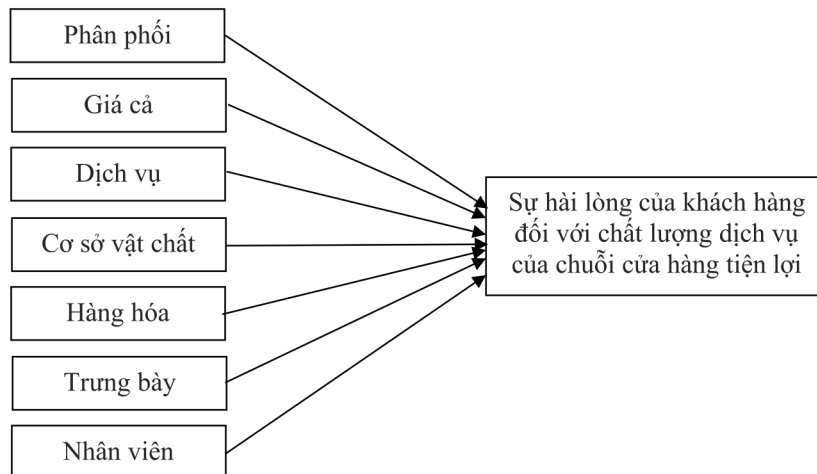 Phân phối
Giá cả
Dịch vụ
Cơ sở vật chất
Hàng hóa
Trưng bày
Nhân viên
Sự hài lòng của khách hàng
đối với chất lượng dịch vụ
của chuỗi cửa hàng tiện lợi